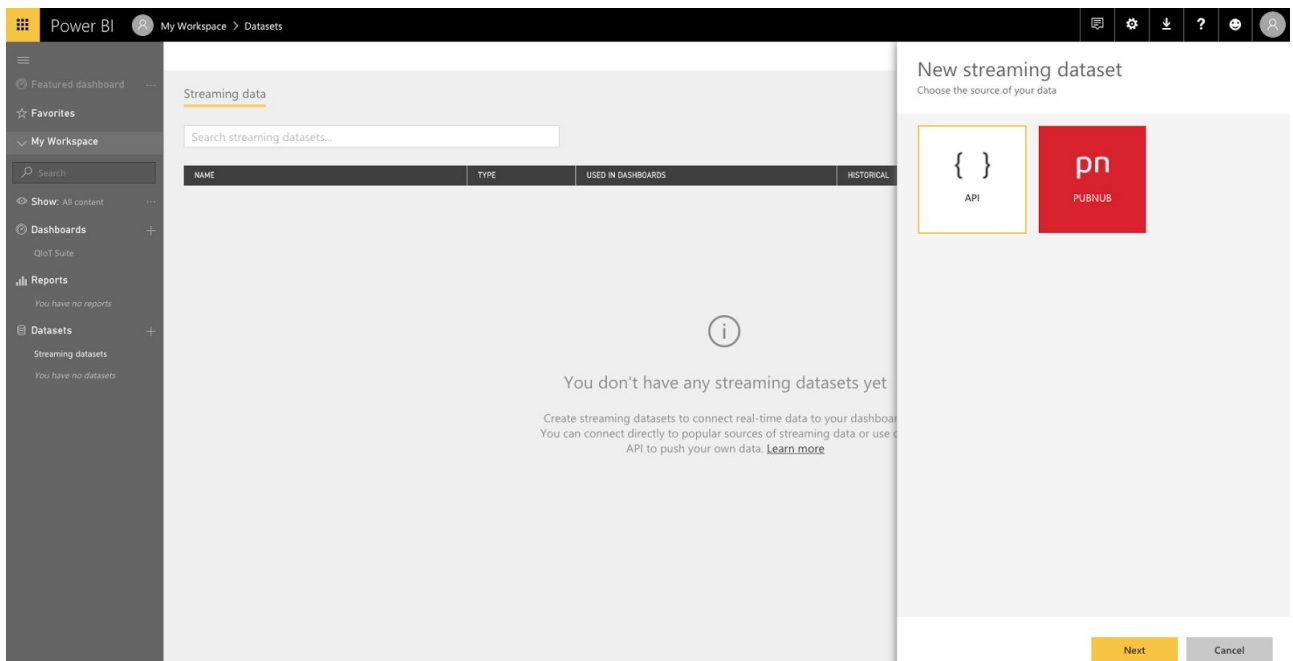 Power BI
My Workspace > Datasets
?
Featured dashboard ...
Favorites
My Workspace
Search
Show: All content ...
Dashboards +
QIoT Suite
Reports
You have no reports
Datasets +
Streaming datasets
You have no datasets
Streaming data
Search streaming datasets...
NAME TYPE USED IN DASHBOARDS HISTORICAL
i
You don't have any streaming datasets yet
Create streaming datasets to connect real-time data to your dashboar
You can connect directly to popular sources of streaming data or use
API to push your own data. Learn more
New streaming dataset
Choose the source of your data
{ }
API
pn
PUBNUB
Next Cancel